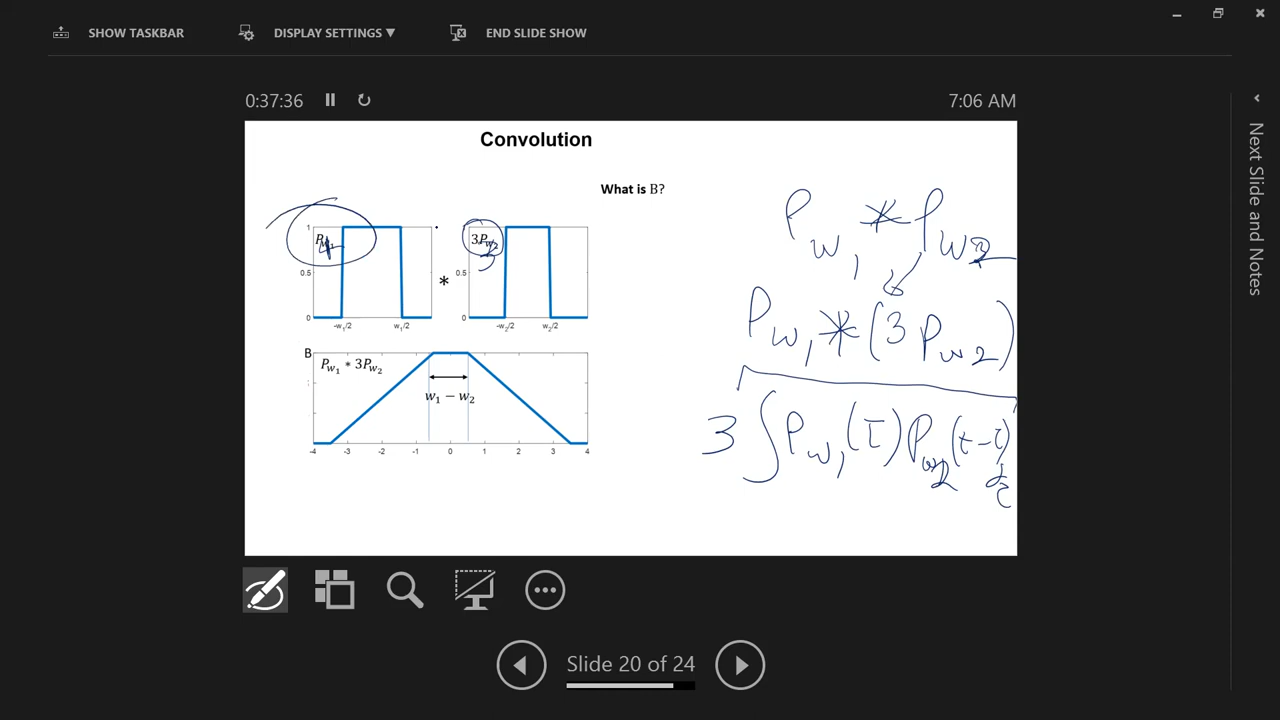 SHOW TASKBAR
DISPLAY SETTINGS ▼
END SLIDE SHOW
0:37:36
7:06 AM
Next Slide and Notes
Convolution
What is B?
1
0.5
0
-w₁/2 w₁/2
4
*
3P_w₂
3
1
0.5
0
-w₂/2 w₂/2
B
P_w₁ * 3P_w₂
w₁ − w₂
-4 -3 -2 -1 0 1 2 3 4
P_w₁ * P_w₂
P_w₁ * (3 P_w₂)
3 ∫ P_w₁(τ) P_w₂(t-τ) dτ
Slide 20 of 24